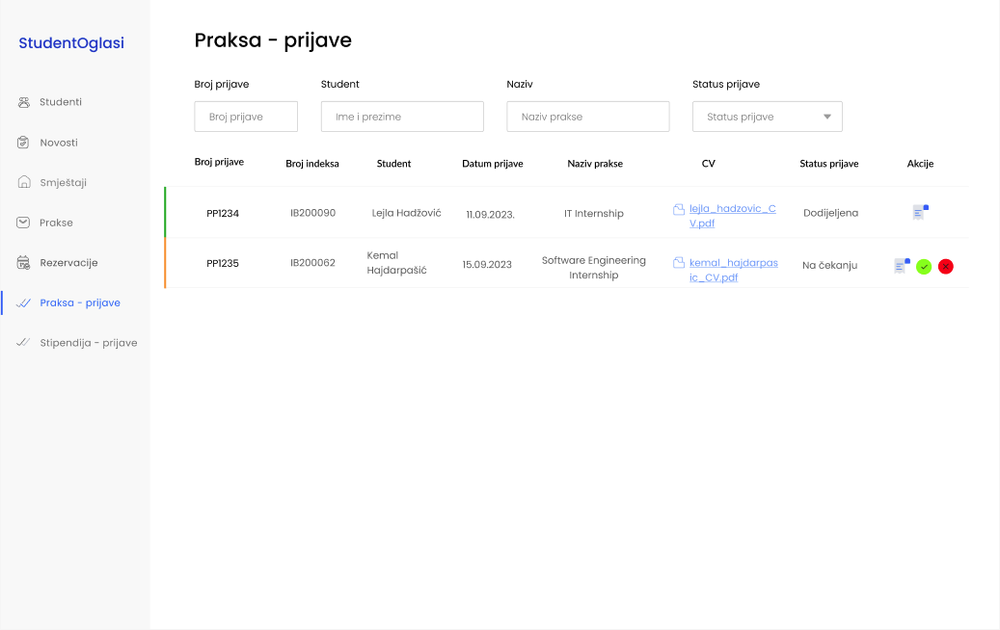 StudentOglasi
Studenti
Novosti
Smještaji
Prakse
Rezervacije
Praksa - prijave
Stipendija - prijave
Praksa - prijave
Broj prijave Student Naziv Status prijave
Broj prijave Ime i prezime Naziv prakse Status prijave
Broj prijave Broj indeksa Student Datum prijave Naziv prakse CV Status prijave Akcije
PP1234 IB200090 Lejla Hadžović 11.09.2023. IT Internship lejla_hadzovic_C Dodijeljena
V.pdf
Kemal Software Engineering kemal_hajdarpas
PP1235 IB200062 15.09.2023 Na čekanju
Hajdarpašić Internship ic_CV.pdf